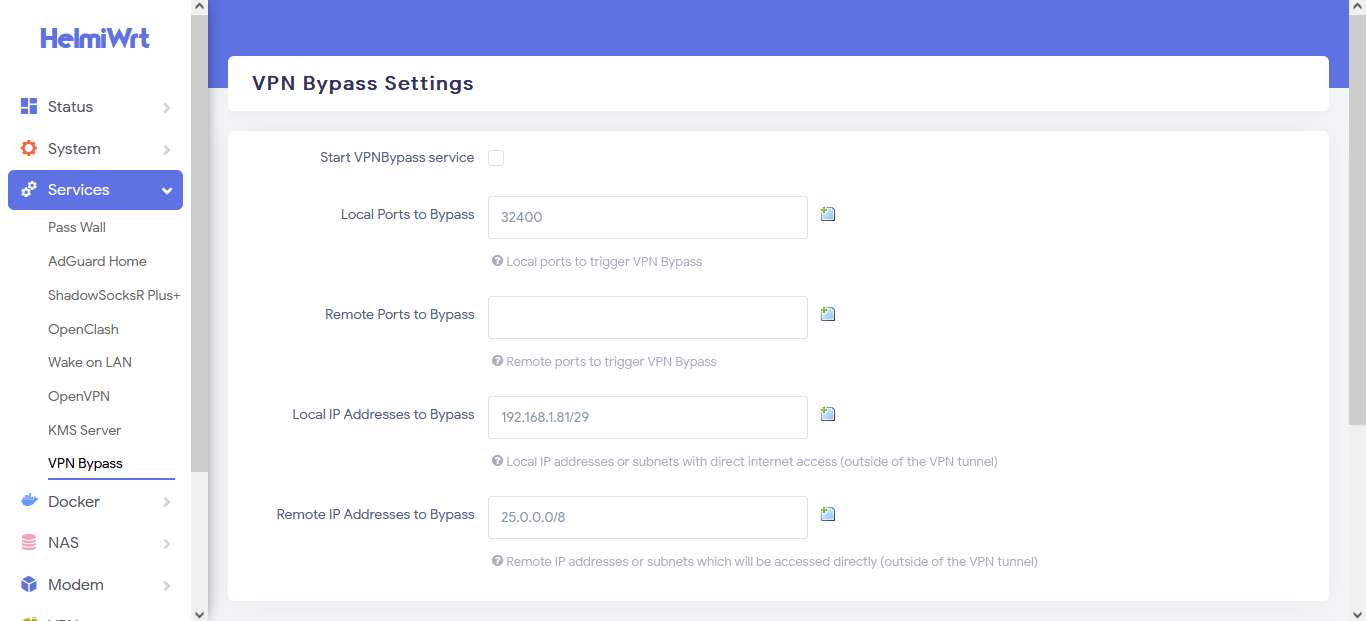 HelmiWrt
Status
System
Services
Pass Wall
AdGuard Home
ShadowSocksR Plus+
OpenClash
Wake on LAN
OpenVPN
KMS Server
VPN Bypass
Docker
NAS
Modem
VPN Bypass Settings
Start VPNBypass service
Local Ports to Bypass
32400
Local ports to trigger VPN Bypass
Remote Ports to Bypass
Remote ports to trigger VPN Bypass
Local IP Addresses to Bypass
192.168.1.81/29
Local IP addresses or subnets with direct internet access (outside of the VPN tunnel)
Remote IP Addresses to Bypass
25.0.0.0/8
Remote IP addresses or subnets which will be accessed directly (outside of the VPN tunnel)